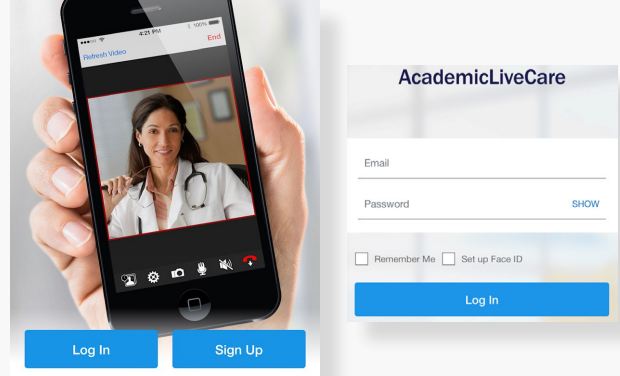 4:21 PM
100%
Refresh Video
End
Log In
Sign Up
AcademicLiveCare
Email
Password
SHOW
Remember Me
Set up Face ID
Log In